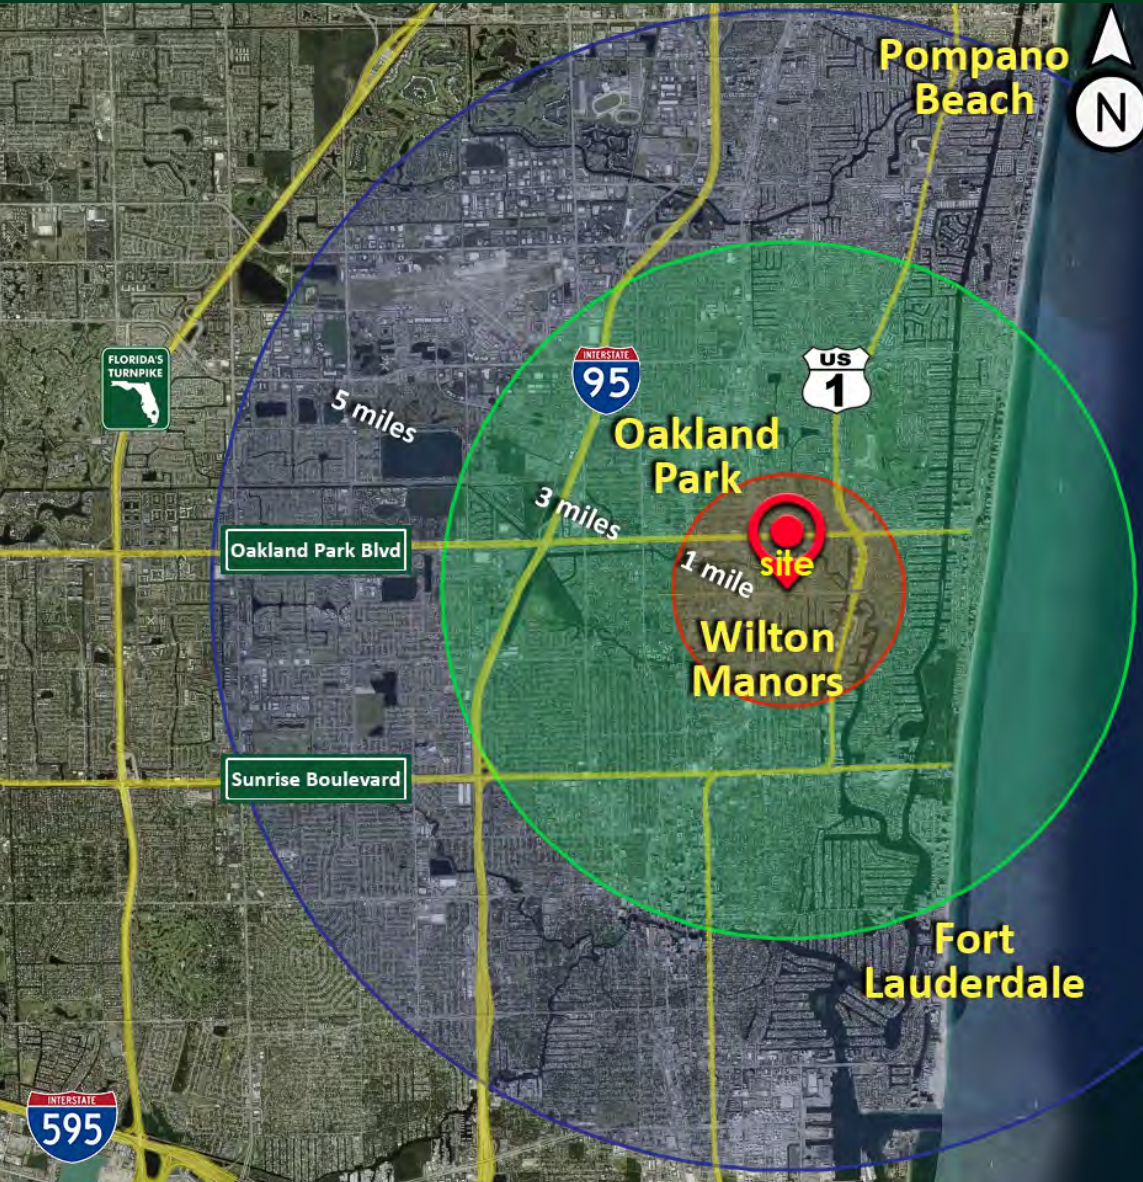 Pompano
Beach
N
FLORIDA'S
TURNPIKE
INTERSTATE
95
US
1
5 miles
Oakland
Park
3 miles
Oakland Park Blvd
1 mile
site
Wilton
Manors
Sunrise Boulevard
Fort
Lauderdale
INTERSTATE
595